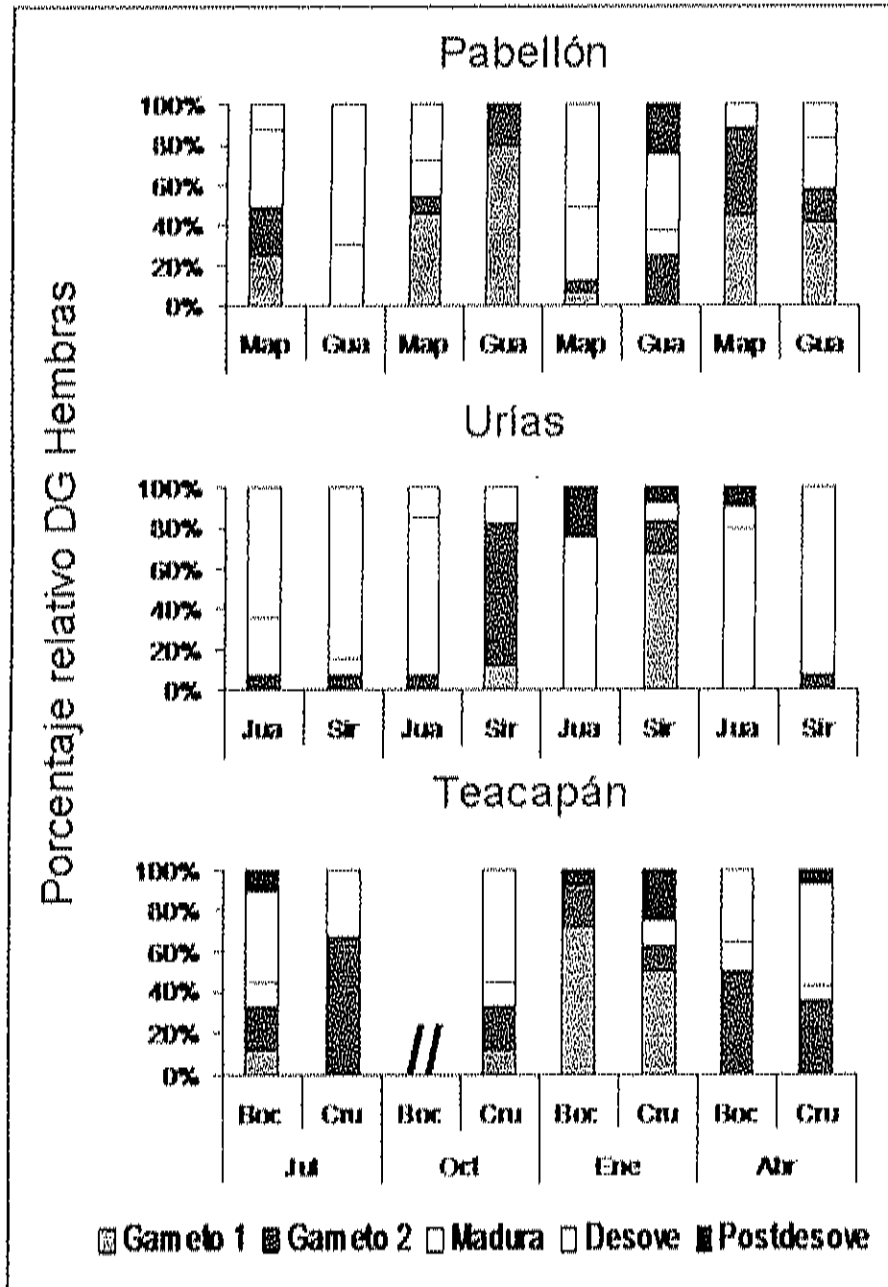 Porcentaje relativo DG Hembras
Pabellón
100%
80%
60%
40%
20%
0%
Map Gua Map Gua Map Gua Map Gua
Urías
100%
80%
60%
40%
20%
0%
Jua Sir Jua Sir Jua Sir Jua Sir
Teacapán
100%
80%
60%
40%
20%
0%
//
Boc Cru Boc Cru Boc Cru Boc Cru
Jul Oct Ene Abr
Gameto 1 Gameto 2 Madura Desove Postdesove